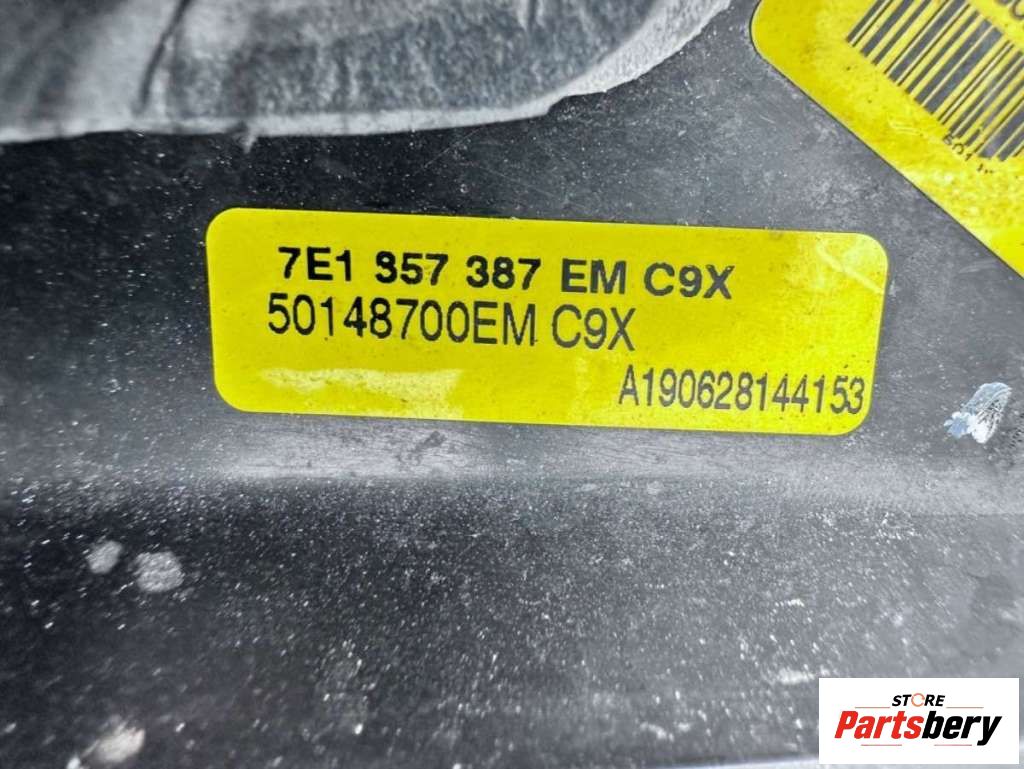 7E1 857 387 EM C9X
50148700EM C9X
A190628144153
STORE
Partsbery